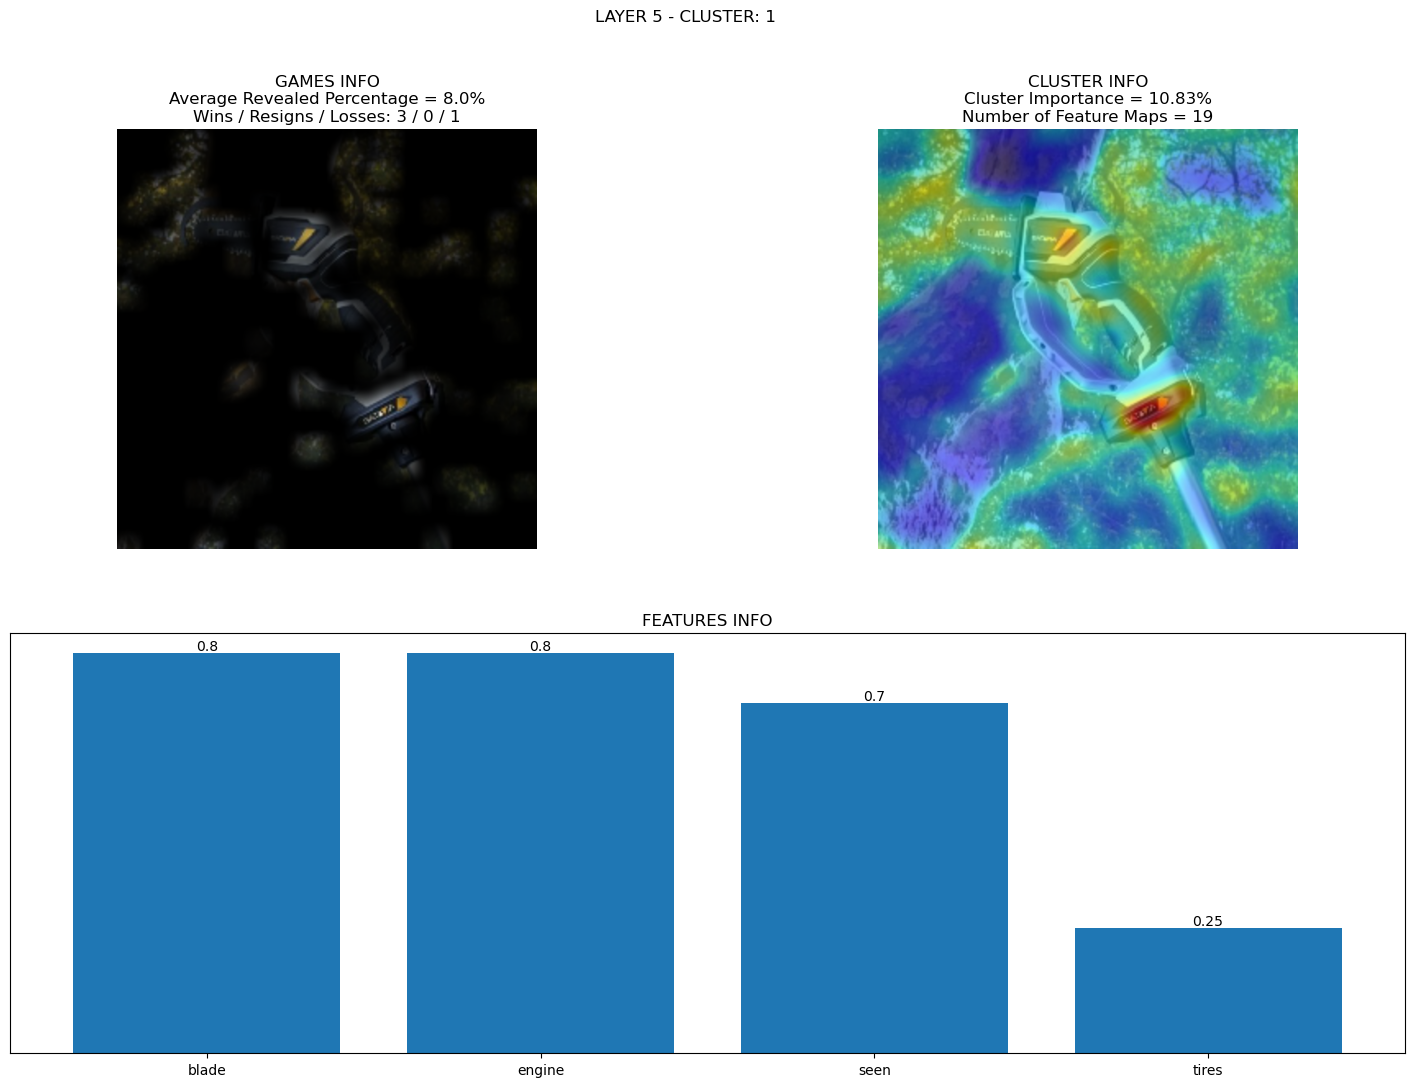 LAYER 5 - CLUSTER: 1
GAMES INFO
Average Revealed Percentage = 8.0%
Wins / Resigns / Losses: 3 / 0 / 1
CLUSTER INFO
Cluster Importance = 10.83%
Number of Feature Maps = 19
FEATURES INFO
0.8
0.8
0.7
0.25
blade
engine
seen
tires